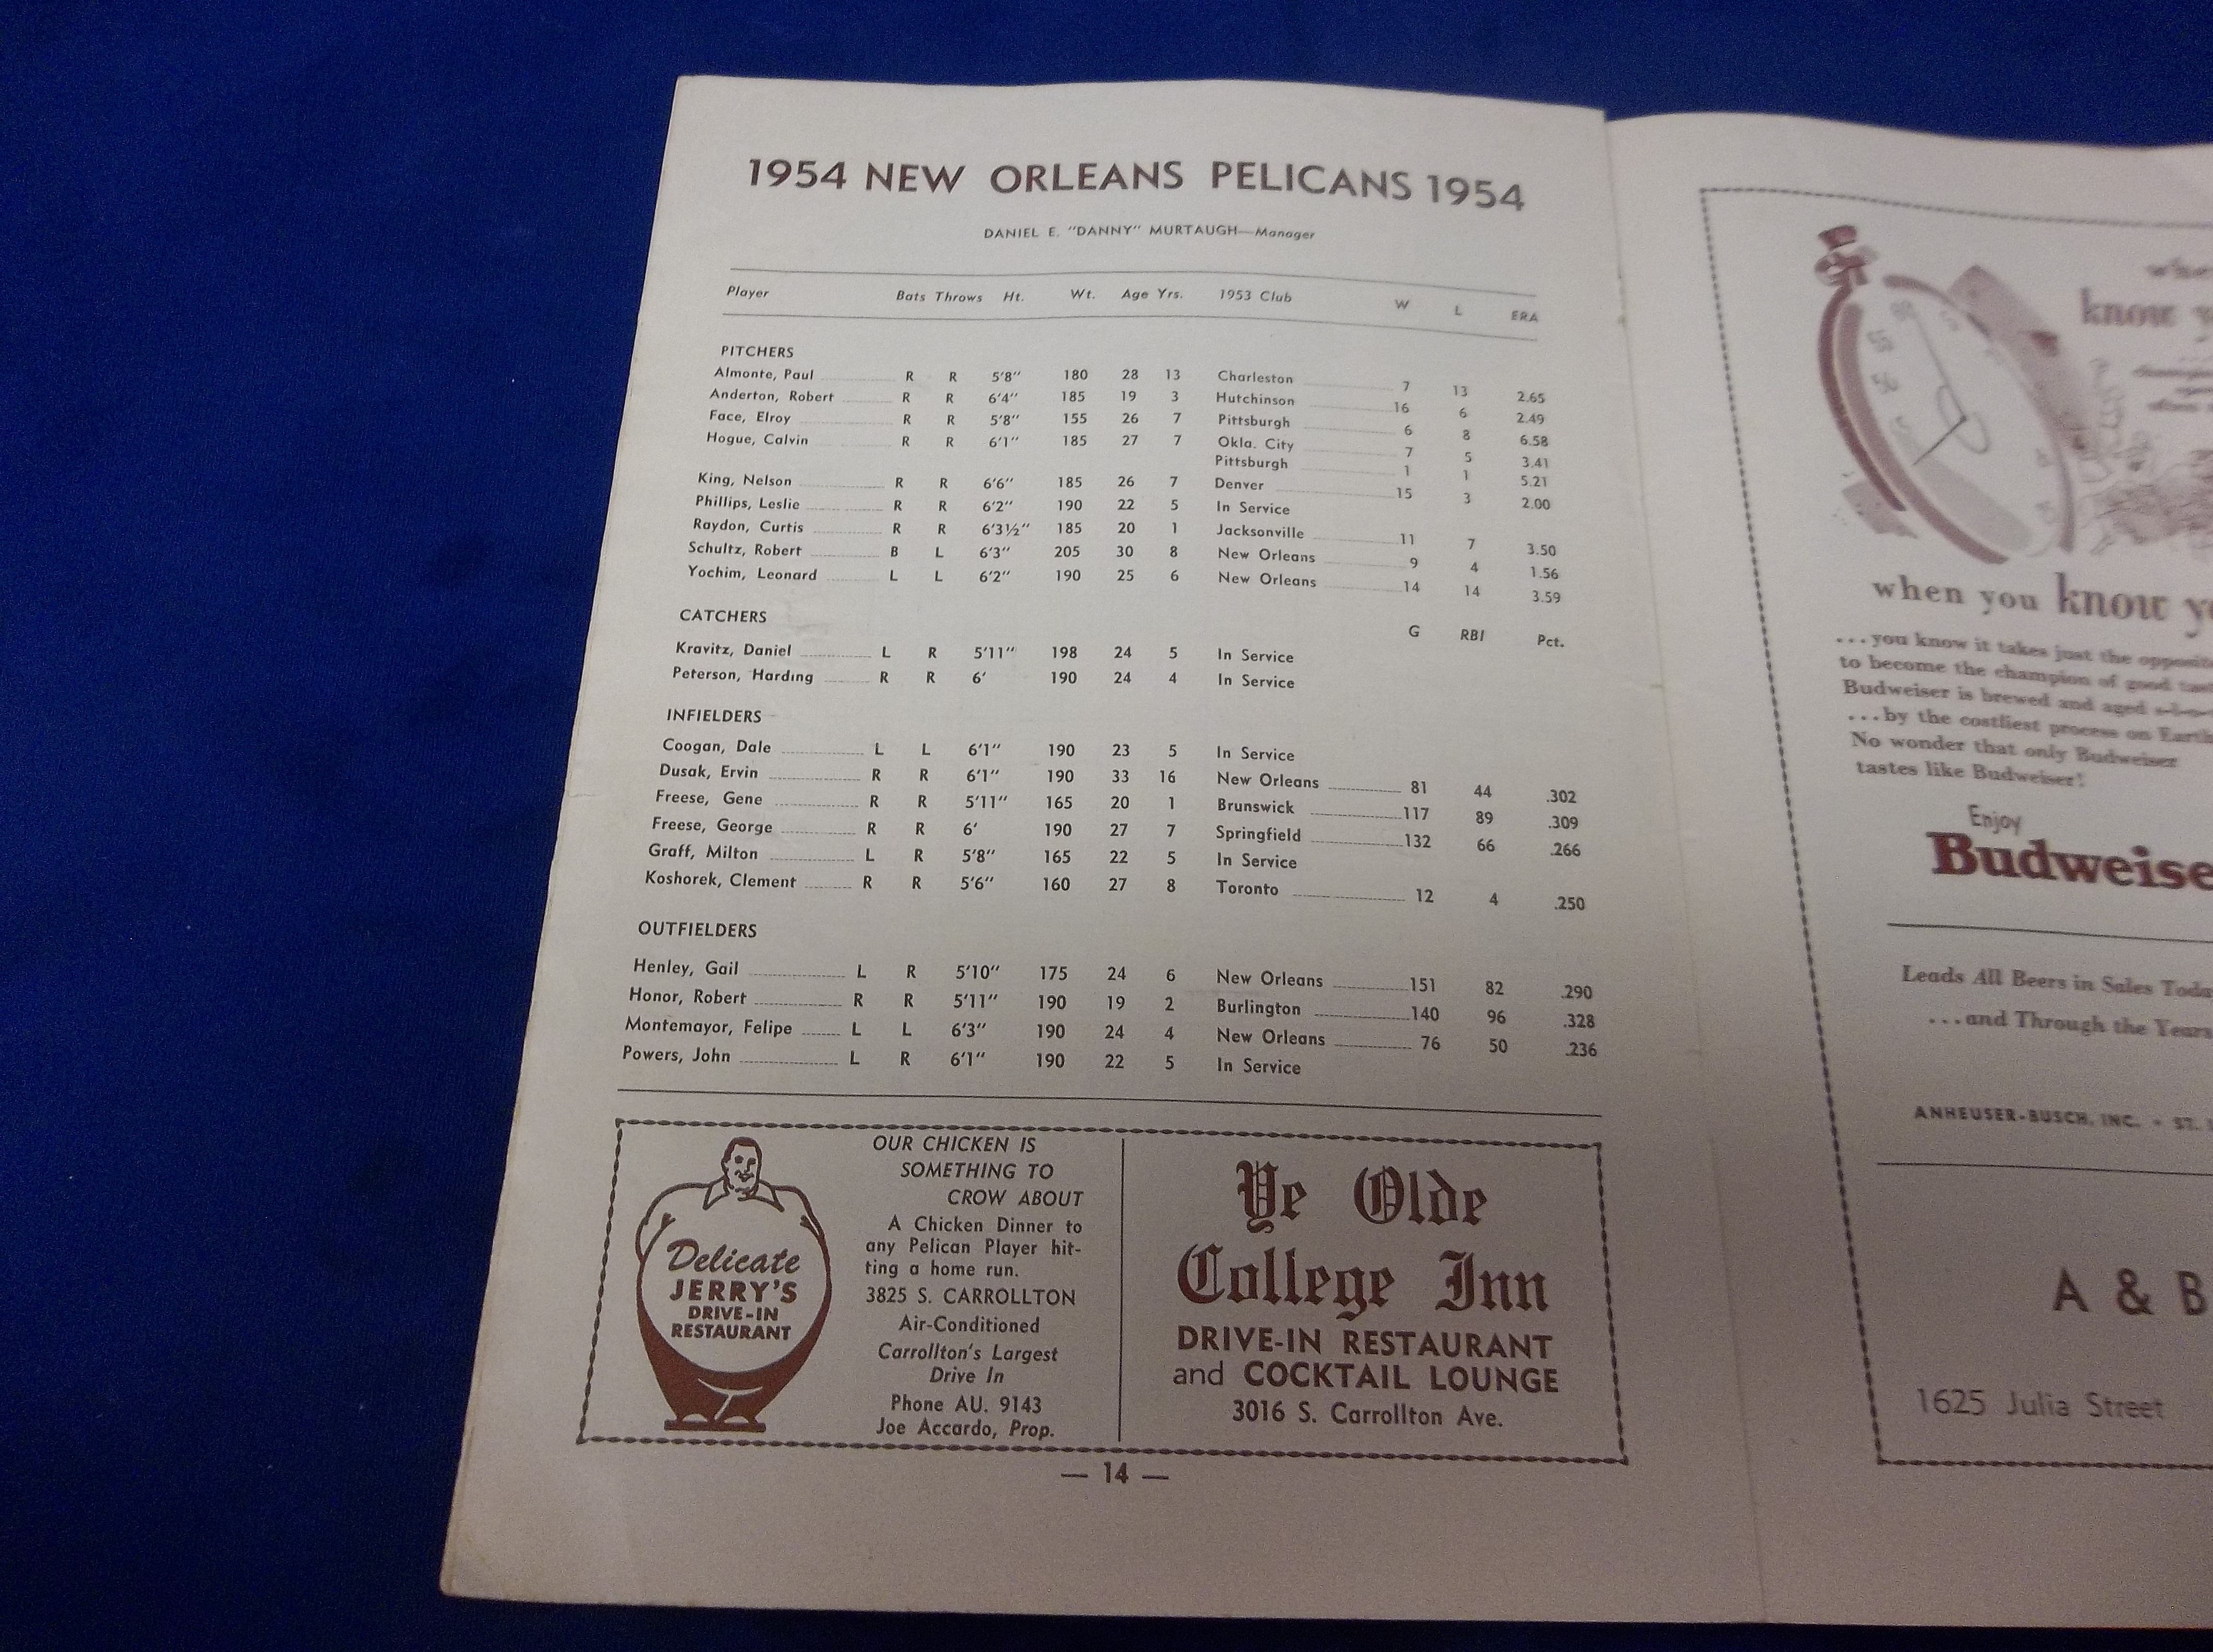 1954 NEW ORLEANS PELICANS 1954
DANIEL E. "DANNY" MURTAUGH—Manager
Player Bats Throws Ht. Wt. Age Yrs. 1953 Club W L ERA
PITCHERS
Almonte, Paul R R 5'8" 180 28 13 Charleston 7 13 2.65
Anderton, Robert R R 6'4" 185 19 3 Hutchinson 16 6 2.49
Face, Elroy R R 5'8" 155 26 7 Pittsburgh 6 8 6.58
Hogue, Calvin R R 6'1" 185 27 7 Okla. City 7 5 3.41
Pittsburgh 1 1 5.21
King, Nelson R R 6'6" 185 26 7 Denver 15 3 2.00
Phillips, Leslie R R 6'2" 190 22 5 In Service
Raydon, Curtis R R 6'3½" 185 20 1 Jacksonville 11 7 3.50
Schultz, Robert B L 6'3" 205 30 8 New Orleans 9 4 1.56
Yochim, Leonard L L 6'2" 190 25 6 New Orleans 14 14 3.59
CATCHERS G RBI Pct.
Kravitz, Daniel L R 5'11" 198 24 5 In Service
Peterson, Harding R R 6' 190 24 4 In Service
INFIELDERS
Coogan, Dale L L 6'1" 190 23 5 In Service
Dusak, Ervin R R 6'1" 190 33 16 New Orleans 81 44 .302
Freese, Gene R R 5'11" 165 20 1 Brunswick 117 89 .309
Freese, George R R 6' 190 27 7 Springfield 132 66 .266
Graff, Milton L R 5'8" 165 22 5 In Service
Koshorek, Clement R R 5'6" 160 27 8 Toronto 12 4 .250
OUTFIELDERS
Henley, Gail L R 5'10" 175 24 6 New Orleans 151 82 .290
Honor, Robert R R 5'11" 190 19 2 Burlington 140 96 .328
Montemayor, Felipe L L 6'3" 190 24 4 New Orleans 76 50 .236
Powers, John L R 6'1" 190 22 5 In Service
Delicate
JERRY'S
DRIVE-IN
RESTAURANT
OUR CHICKEN IS
SOMETHING TO
CROW ABOUT
A Chicken Dinner to
any Pelican Player hit-
ting a home run.
3825 S. CARROLLTON
Air-Conditioned
Carrollton's Largest
Drive In
Phone AU. 9143
Joe Accardo, Prop.
Ye Olde
College Inn
DRIVE-IN RESTAURANT
and COCKTAIL LOUNGE
3016 S. Carrollton Ave.
— 14 —
know
when you know
...you know it takes just the opposite
to become the champion of good
Budweiser is brewed and aged s-l-o
...by the costliest process on Earth
No wonder that only Budweiser
tastes like Budweiser!
Enjoy
Budweise
Leads All Beers in Sales Toda
...and Through the Years
ANHEUSER-BUSCH, INC. • ST.
A & B
1625 Julia Street